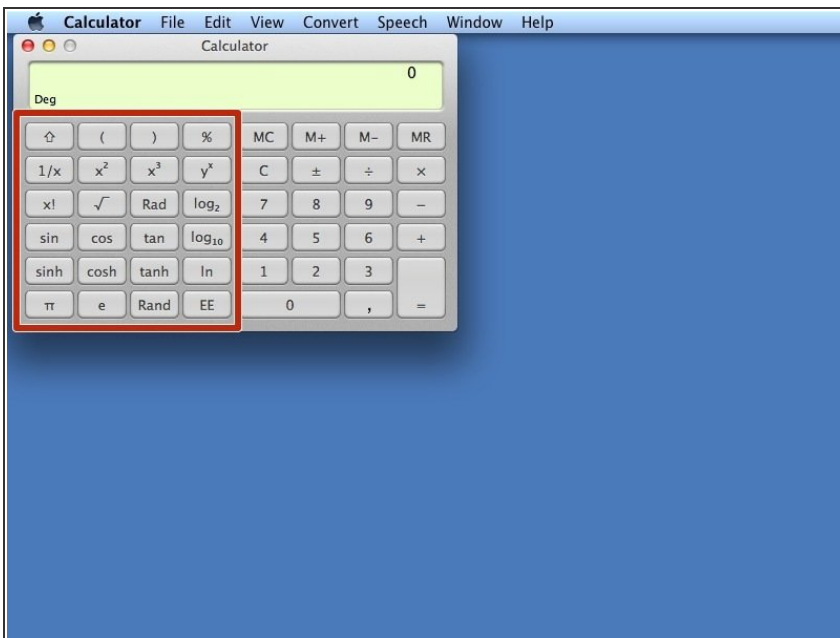 Calculator File Edit View Convert Speech Window Help
Calculator
0
Deg
⇧ ( ) % MC M+ M− MR
1/x x² x³ yˣ C ± ÷ ×
x! √ Rad log₂ 7 8 9 −
sin cos tan log₁₀ 4 5 6 +
sinh cosh tanh ln 1 2 3
π e Rand EE 0 , =